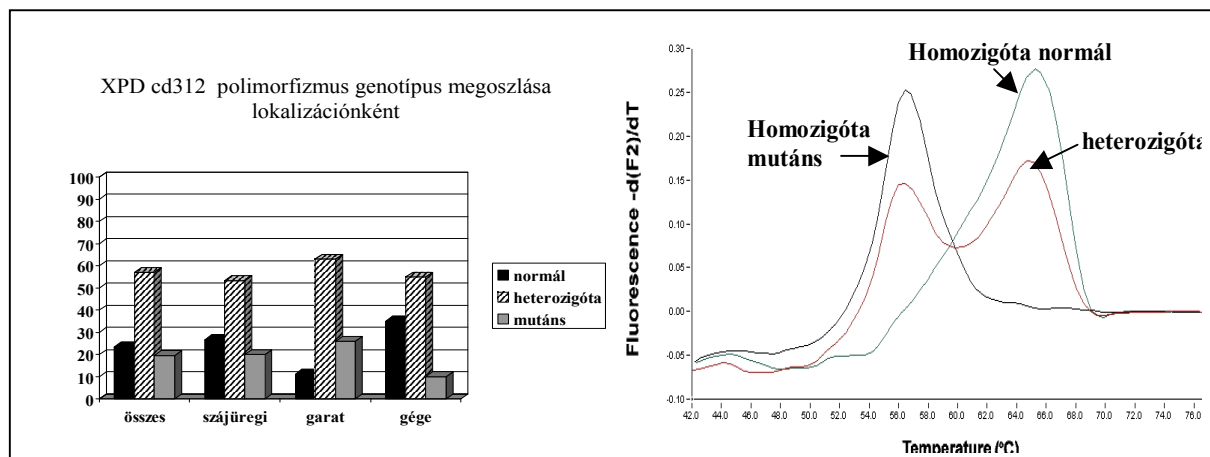 XPD cd312 polimorfizmus genotípus megoszlása
lokalizációnként
100
90
80
70
60
50
40
30
20
10
0
összes szájüregi garat gége
normál
heterozigóta
mutáns
Homozigóta normál
Homozigóta
mutáns
heterozigóta
Fluorescence -d(F2)/dT
0.30
0.25
0.20
0.15
0.10
0.05
0.00
-0.05
-0.10
42.0 44.0 46.0 48.0 50.0 52.0 54.0 56.0 58.0 60.0 62.0 64.0 66.0 68.0 70.0 72.0 74.0 76.0
Temperature (°C)